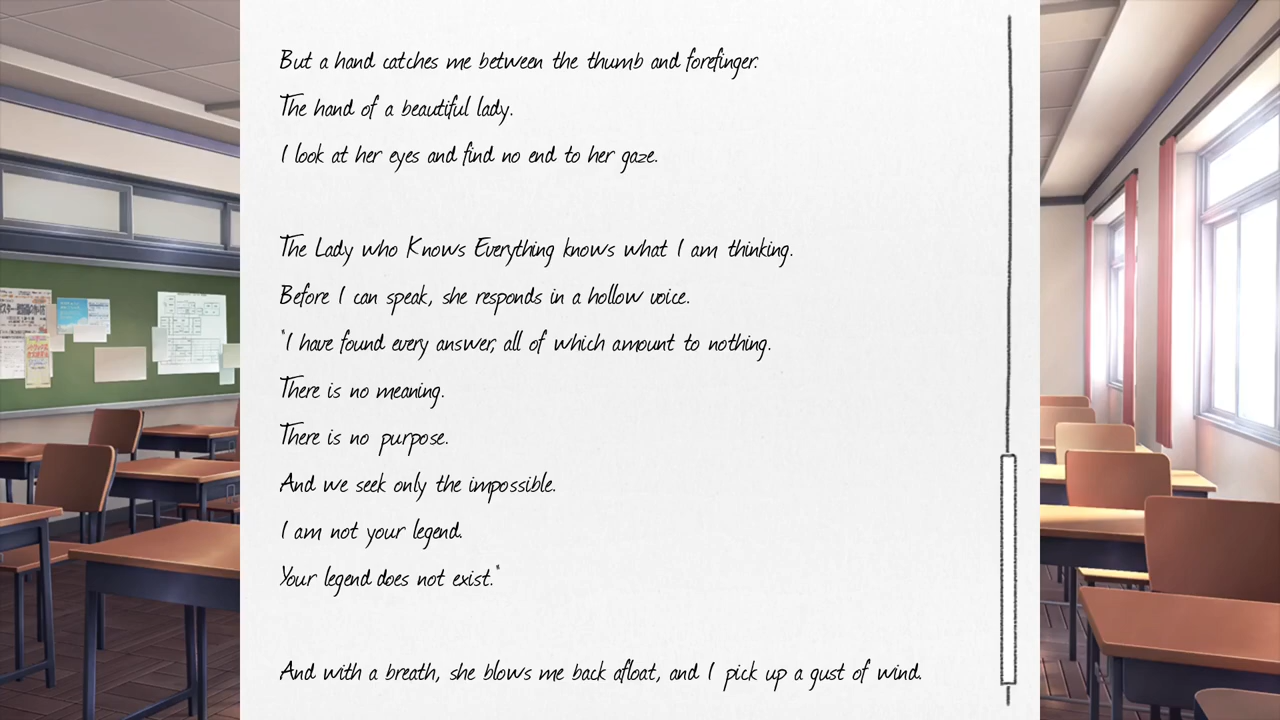 But a hand catches me between the thumb and forefinger.
The hand of a beautiful lady.
I look at her eyes and find no end to her gaze.
The Lady who Knows Everything knows what I am thinking.
Before I can speak, she responds in a hollow voice.
"I have found every answer, all of which amount to nothing.
There is no meaning.
There is no purpose.
And we seek only the impossible.
I am not your legend.
Your legend does not exist."
And with a breath, she blows me back afloat, and I pick up a gust of wind.